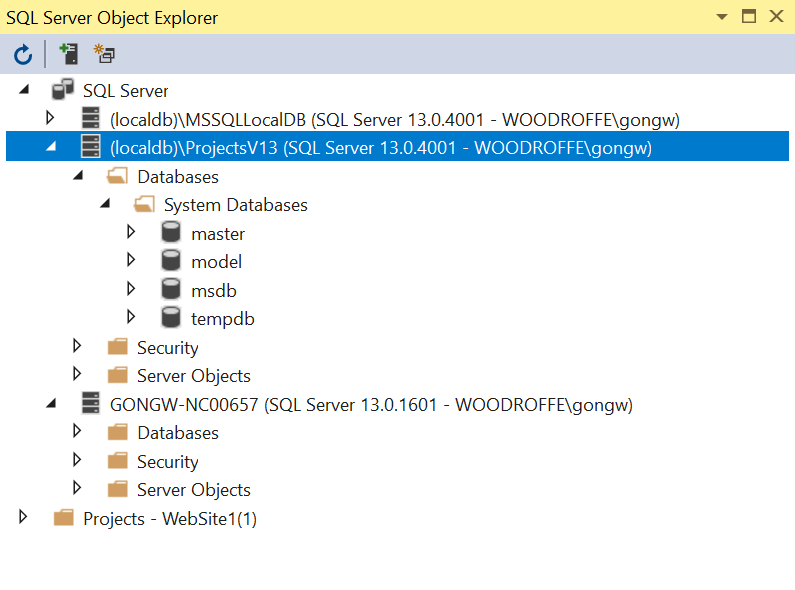 SQL Server Object Explorer
SQL Server
(localdb)\MSSQLLocalDB (SQL Server 13.0.4001 - WOODROFFE\gongw)
(localdb)\ProjectsV13 (SQL Server 13.0.4001 - WOODROFFE\gongw)
Databases
System Databases
master
model
msdb
tempdb
Security
Server Objects
GONGW-NC00657 (SQL Server 13.0.1601 - WOODROFFE\gongw)
Databases
Security
Server Objects
Projects - WebSite1(1)